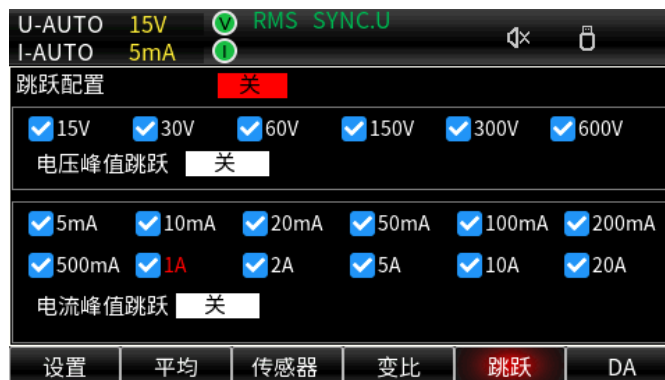 U-AUTO 15V V RMS SYNC.U
I-AUTO 5mA I
跳跃配置 关
15V 30V 60V 150V 300V 600V
电压峰值跳跃 关
5mA 10mA 20mA 50mA 100mA 200mA
500mA 1A 2A 5A 10A 20A
电流峰值跳跃 关
设置 平均 传感器 变比 跳跃 DA